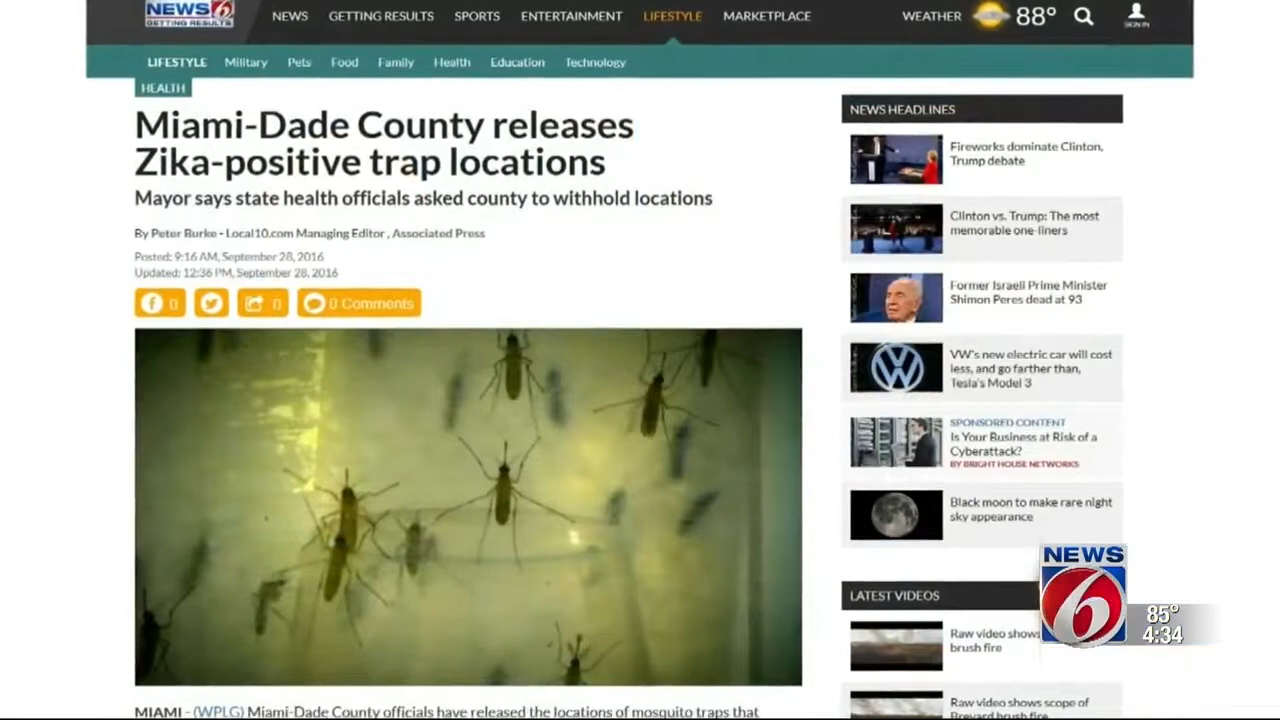 NEWS 6
GETTING RESULTS
NEWS GETTING RESULTS SPORTS ENTERTAINMENT LIFESTYLE MARKETPLACE WEATHER 88° SIGN IN
LIFESTYLE Military Pets Food Family Health Education Technology
HEALTH
Miami-Dade County releases
Zika-positive trap locations
Mayor says state health officials asked county to withhold locations
By Peter Burke - Local10.com Managing Editor , Associated Press
Posted: 9:16 AM, September 28, 2016
Updated: 12:36 PM, September 28, 2016
0 0 0 Comments
MIAMI - (WPLG) Miami-Dade County officials have released the locations of mosquito traps that
NEWS HEADLINES
Fireworks dominate Clinton,
Trump debate
Clinton vs. Trump: The most
memorable one-liners
Former Israeli Prime Minister
Shimon Peres dead at 93
VW's new electric car will cost
less, and go farther than,
Tesla's Model 3
SPONSORED CONTENT
Is Your Business at Risk of a
Cyberattack?
BY BRIGHT HOUSE NETWORKS
Black moon to make rare night
sky appearance
LATEST VIDEOS
Raw video shows
brush fire
Raw video shows scope of
Brevard brush fire
NEWS
6
85°
4:34